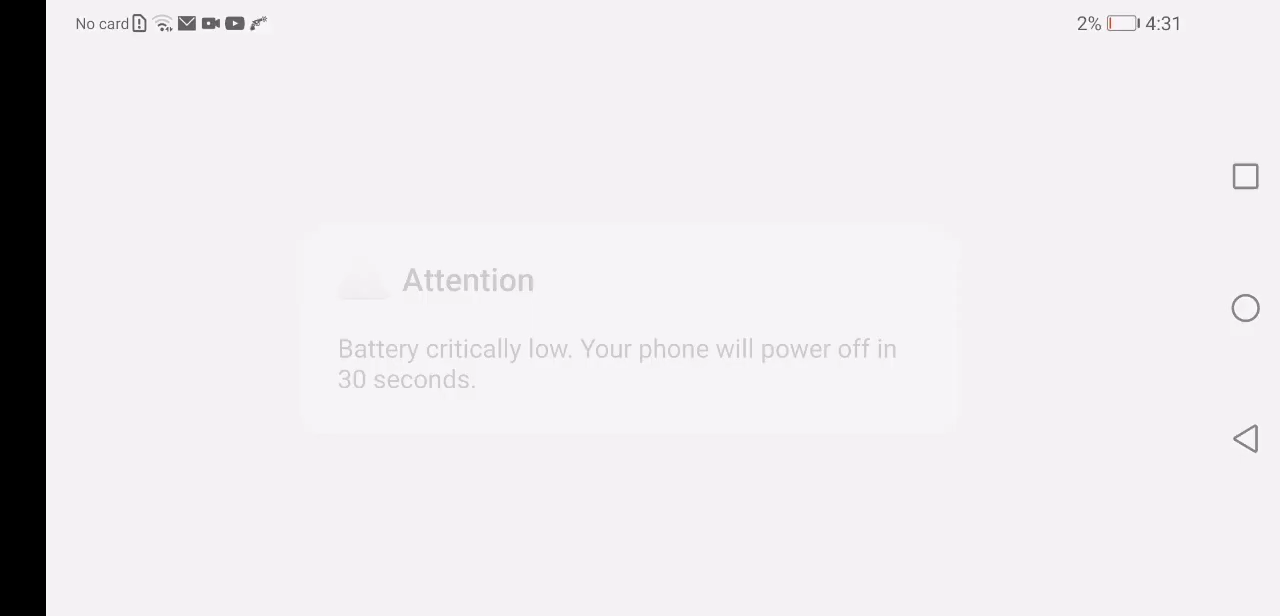 No card 2% 4:31
Attention
Battery critically low. Your phone will power off in
30 seconds.